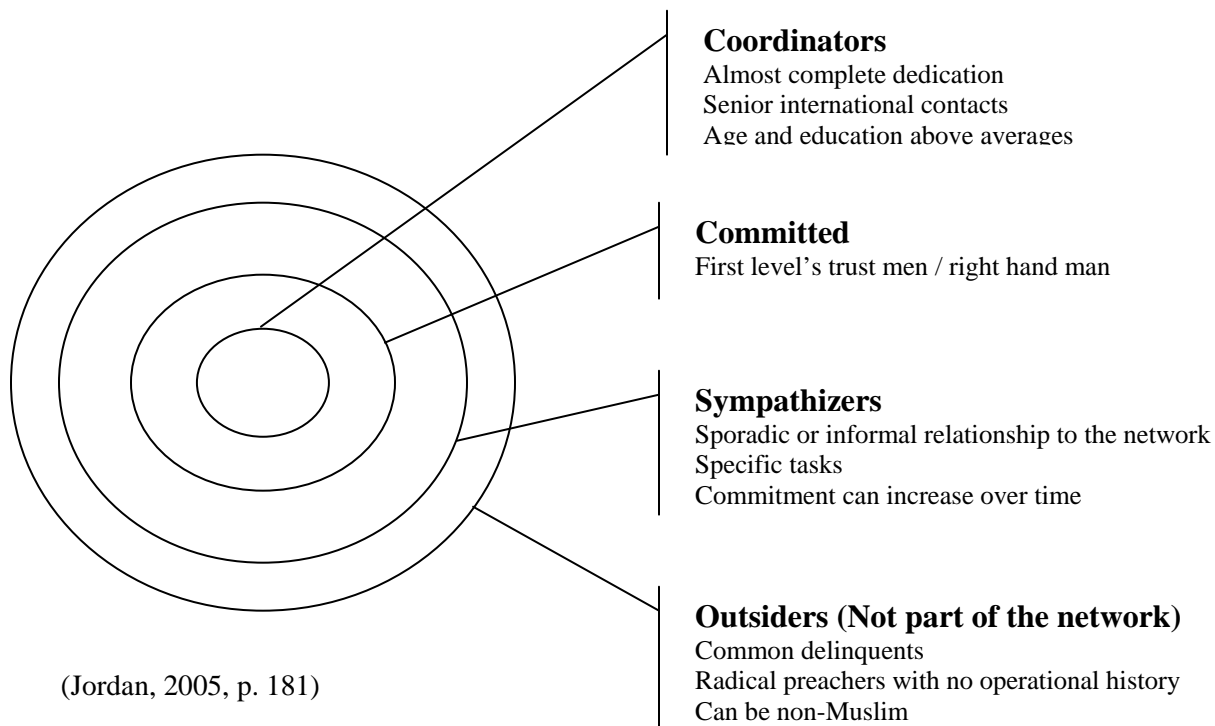 Coordinators
Almost complete dedication
Senior international contacts
Age and education above averages
Committed
First level’s trust men / right hand man
Sympathizers
Sporadic or informal relationship to the network
Specific tasks
Commitment can increase over time
Outsiders (Not part of the network)
Common delinquents
Radical preachers with no operational history
Can be non-Muslim
(Jordan, 2005, p. 181)